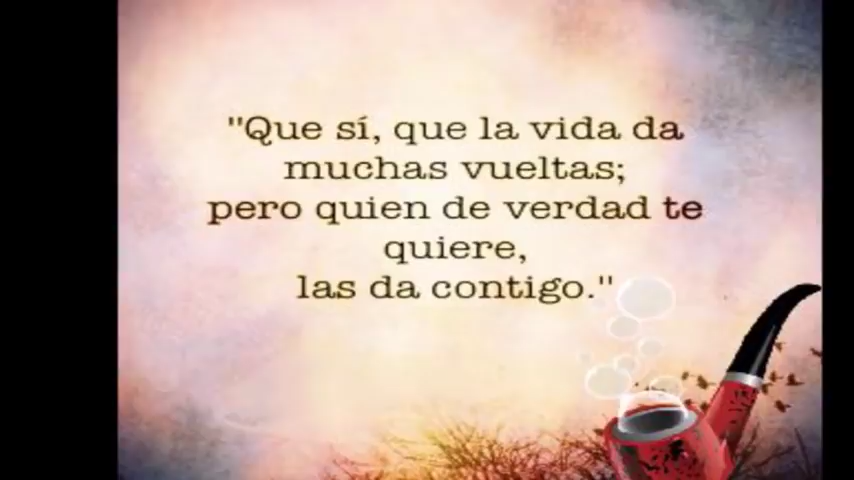 "Que sí, que la vida da
muchas vueltas;
pero quien de verdad te
quiere,
las da contigo."